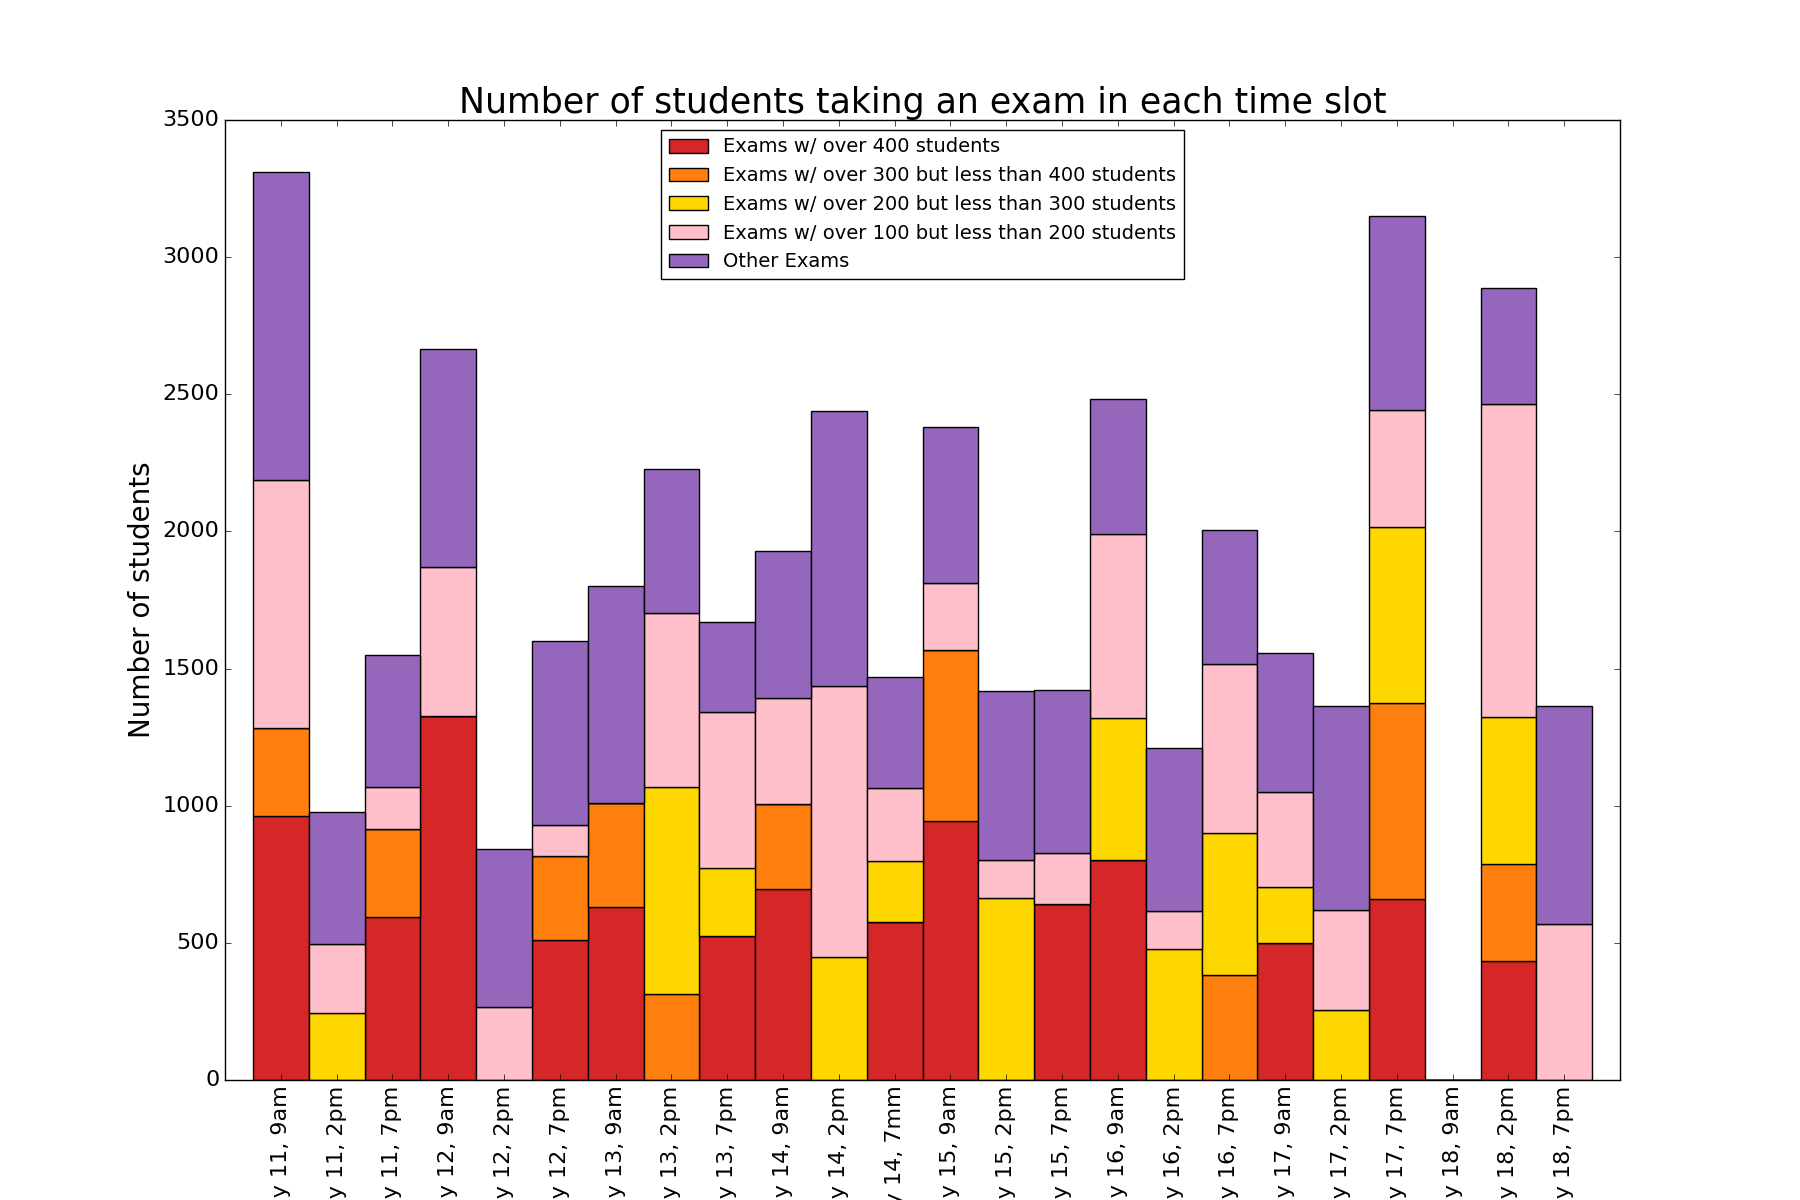 Number of students taking an exam in each time slot
Exams w/ over 400 students
Exams w/ over 300 but less than 400 students
Exams w/ over 200 but less than 300 students
Exams w/ over 100 but less than 200 students
Other Exams
Number of students
3500
3000
2500
2000
1500
1000
500
0
y 11, 9am
y 11, 2pm
y 11, 7pm
y 12, 9am
y 12, 2pm
y 12, 7pm
y 13, 9am
y 13, 2pm
y 13, 7pm
y 14, 9am
y 14, 2pm
y 14, 7mm
y 15, 9am
y 15, 2pm
y 15, 7pm
y 16, 9am
y 16, 2pm
y 16, 7pm
y 17, 9am
y 17, 2pm
y 17, 7pm
y 18, 9am
y 18, 2pm
y 18, 7pm